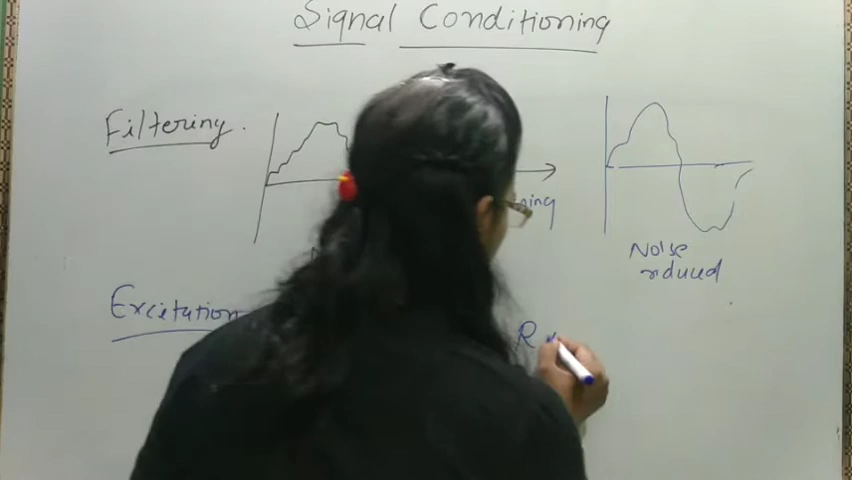 Signal Conditioning
Filtering.
Noise
reduced
Excitation
R